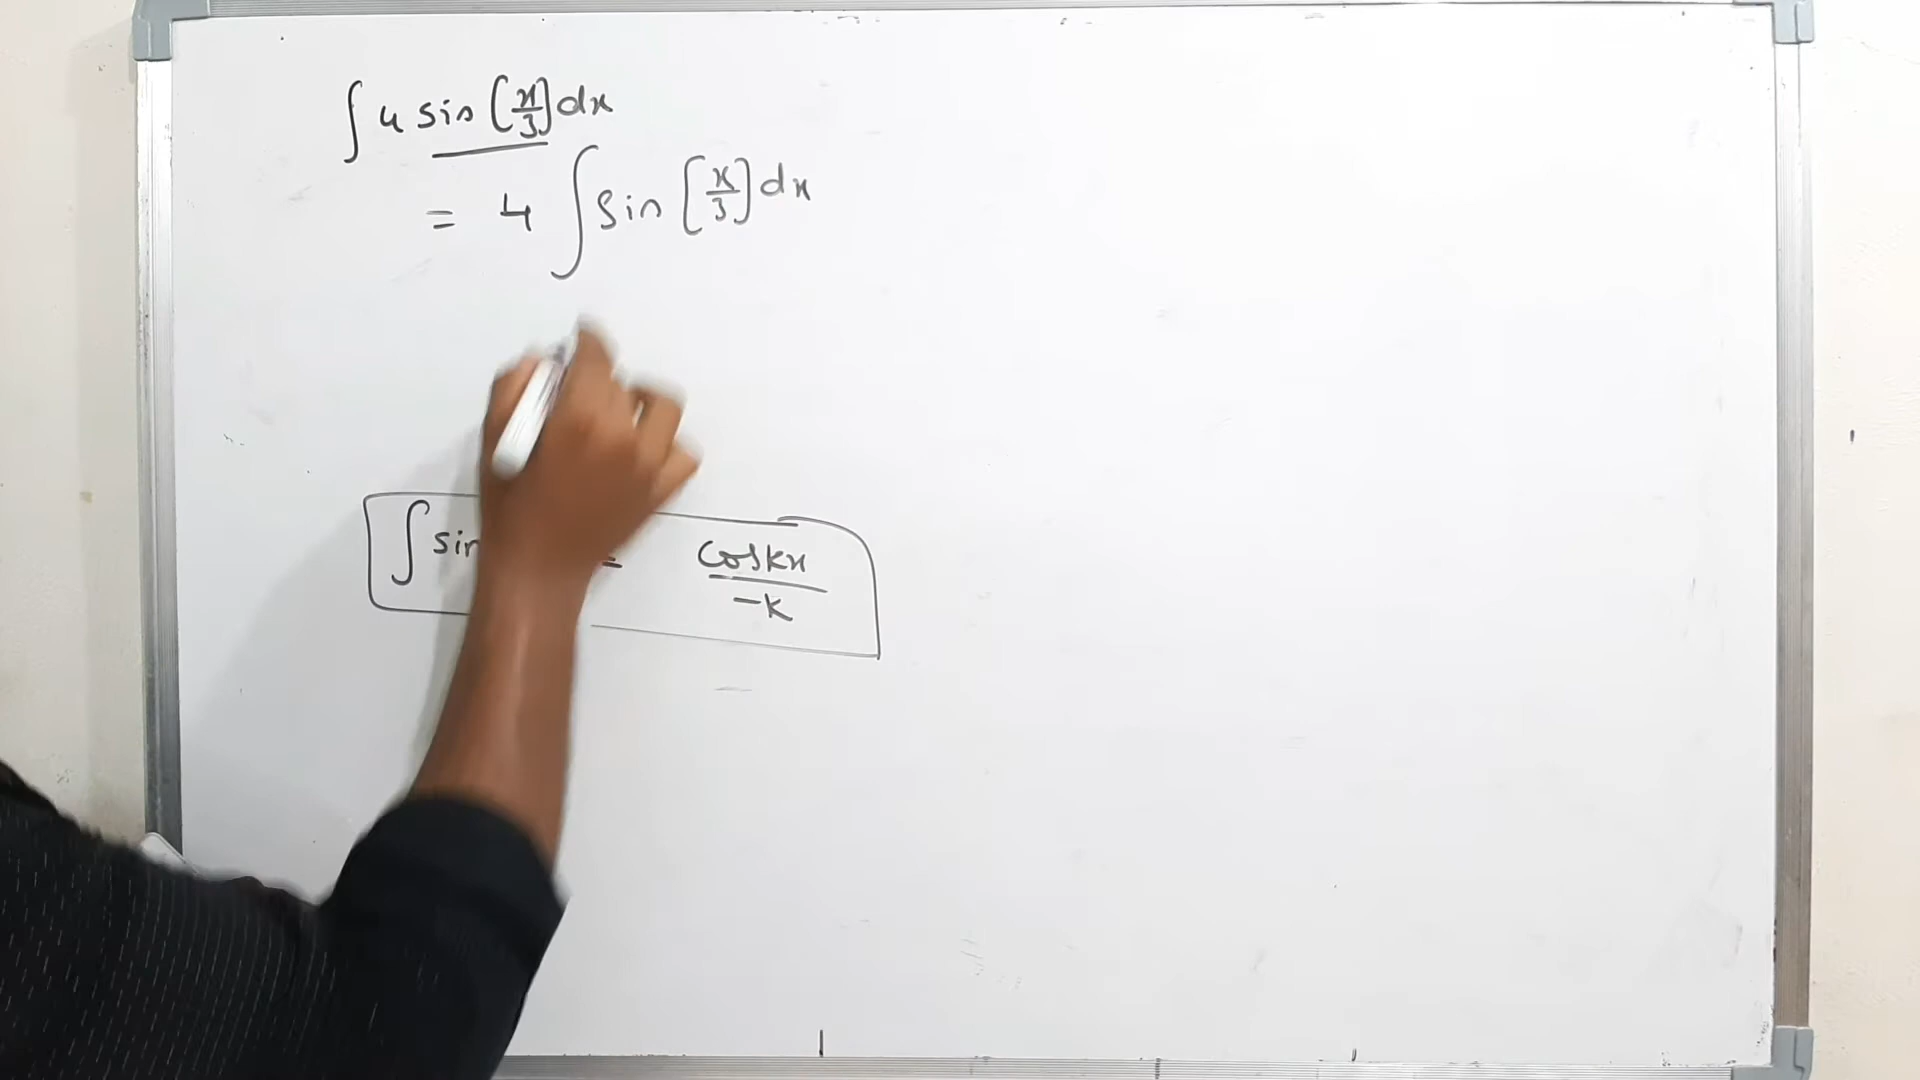 ∫ 4 sin [x/3] dx
= 4 ∫ sin [x/3] dx
∫ sin = cos kx / -k